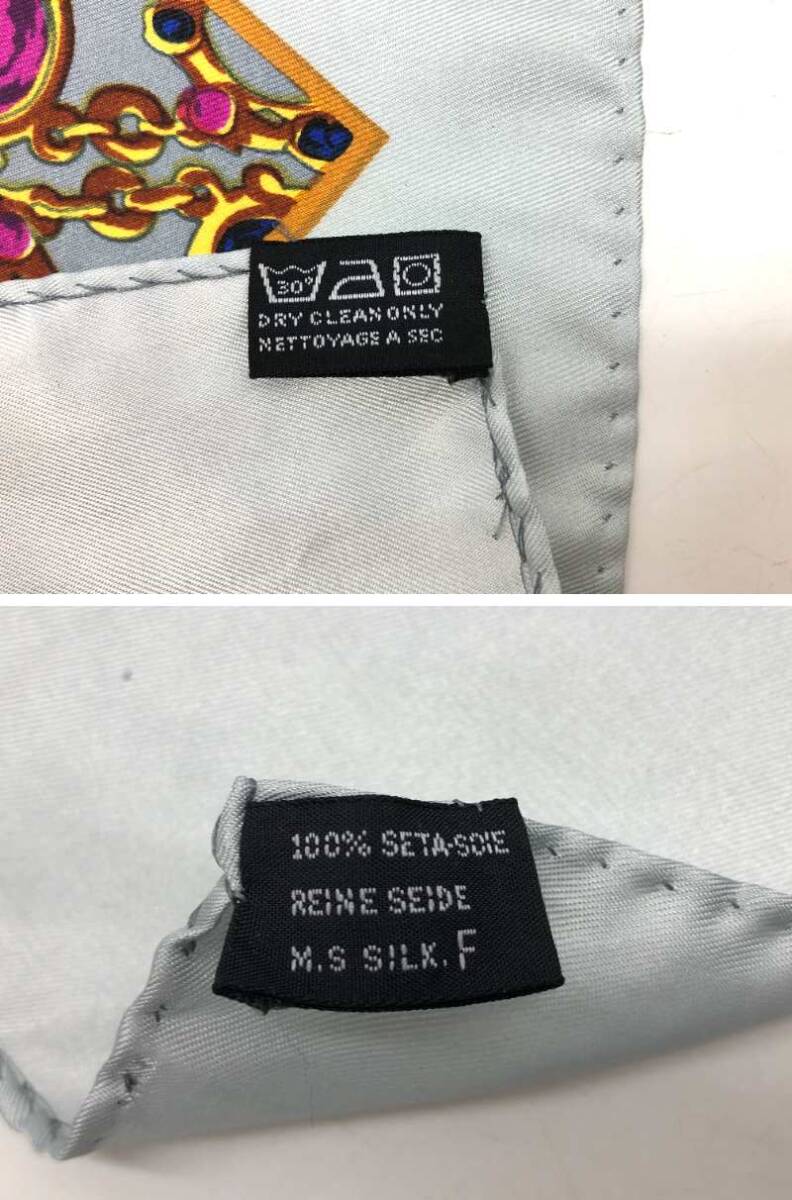 30°
DRY CLEAN ONLY
NETTOYAGE A SEC
100% SETA-SOIE
REINE SEIDE
M.S SILK. F